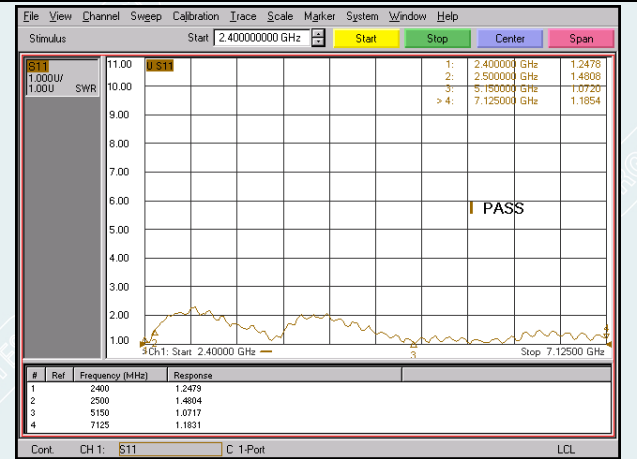 File View Channel Sweep Calibration Trace Scale Marker System Window Help
Stimulus Start 2.400000000 GHz Start Stop Center Span
S11
1.000U/
1.00U SWR
11.00
10.00
9.00
8.00
7.00
6.00
5.00
4.00
3.00
2.00
1.00
U S11
1: 2.400000 GHz 1.2478
2: 2.500000 GHz 1.4808
3: 5.150000 GHz 1.0720
> 4: 7.125000 GHz 1.1854
PASS
2
3
4
Ch1: Start 2.40000 GHz Stop 7.12500 GHz
# Ref Frequency (MHz) Response
1 2400 1.2479
2 2500 1.4804
3 5150 1.0717
4 7125 1.1831
Cont. CH 1: S11 C 1-Port LCL